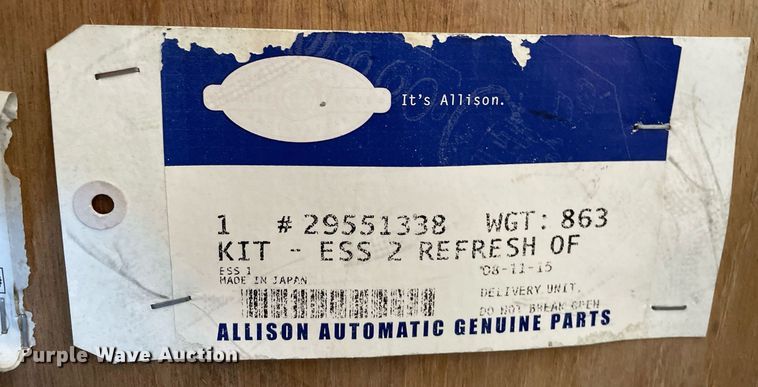 It's Allison.
1 # 29551338 WGT: 863
KIT - ESS 2 REFRESH OF
ESS 1 08-11-15
MADE IN JAPAN
DELIVERY UNIT,
DO NOT BREAK OPEN
ALLISON AUTOMATIC GENUINE PARTS
Purple Wave Auction